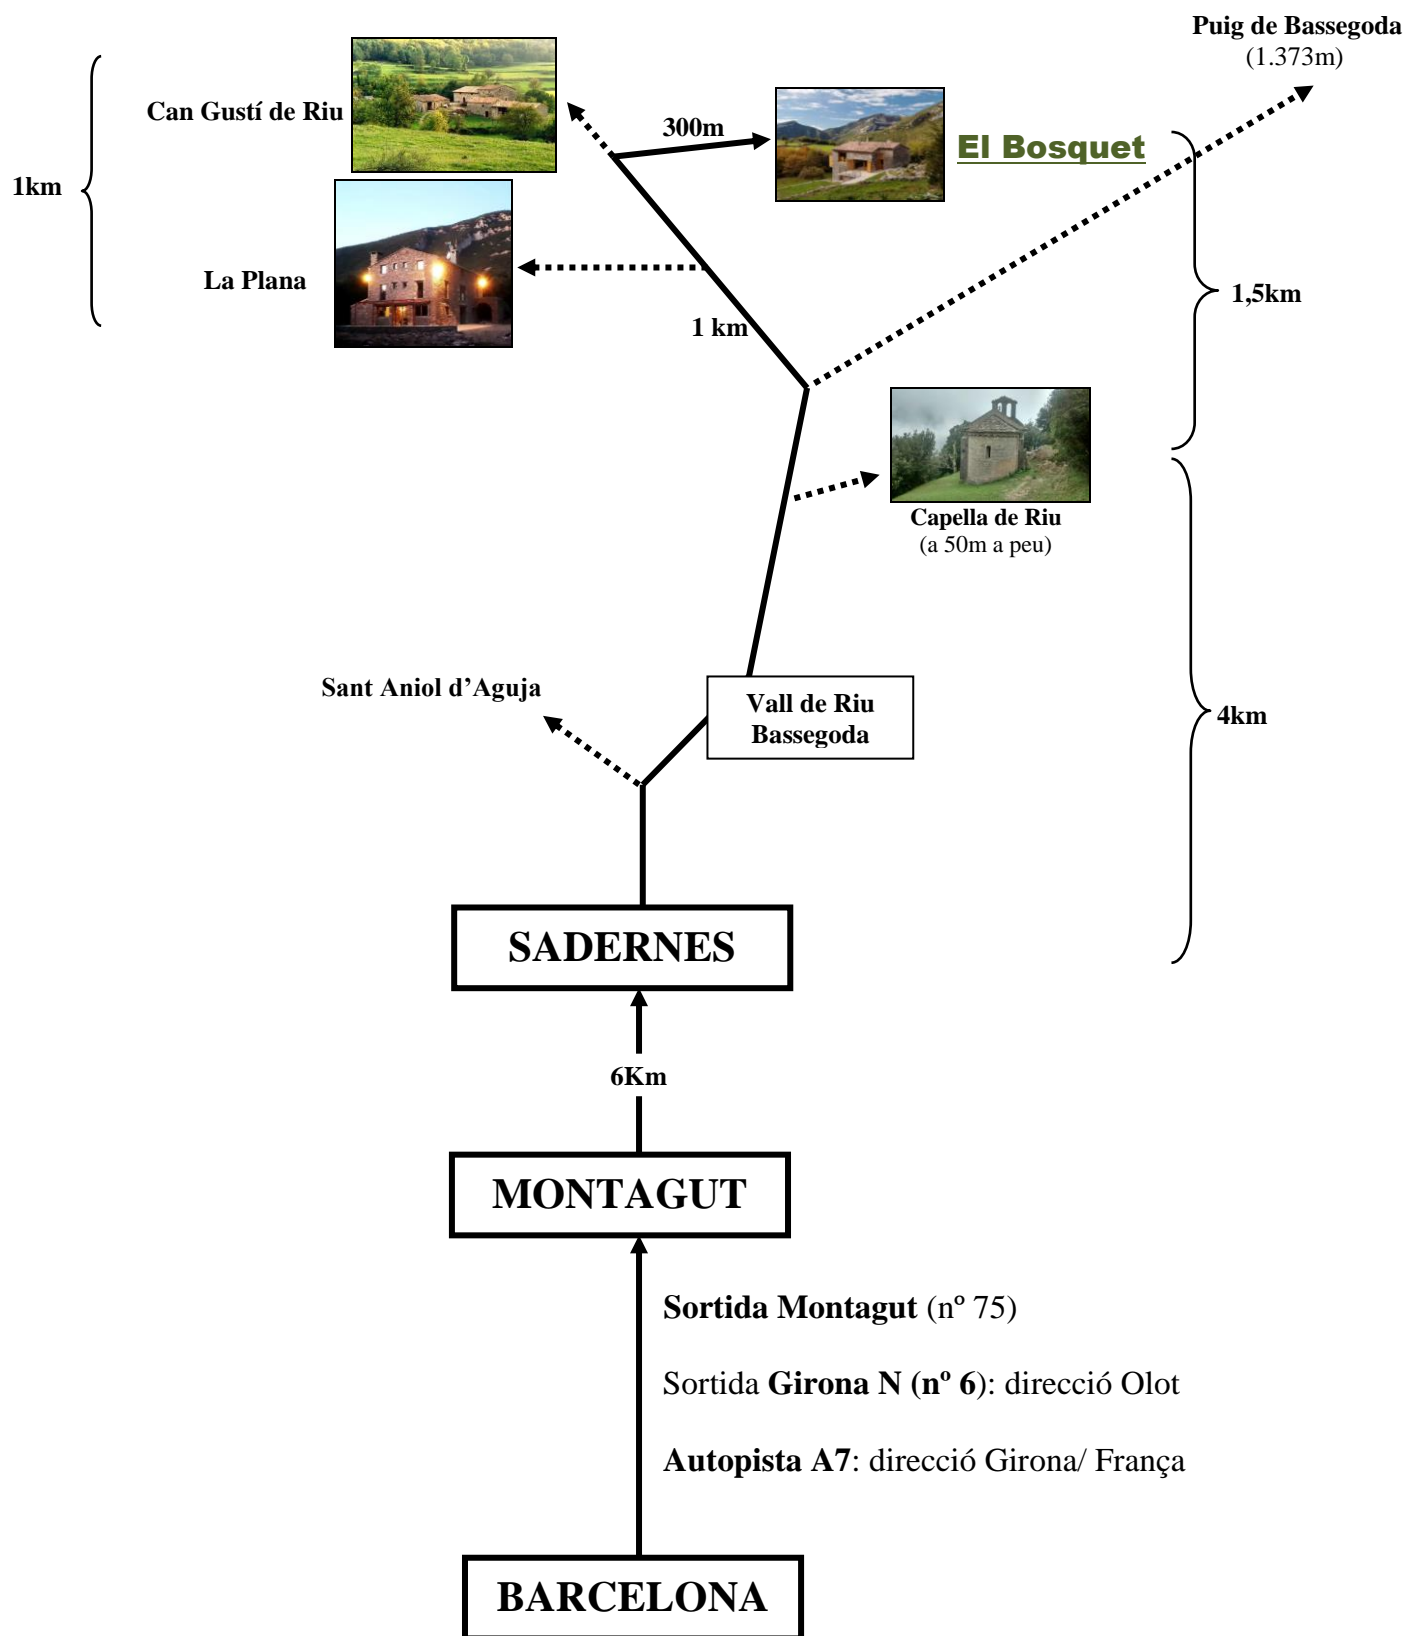 Puig de Bassegoda
(1.373m)
Can Gustí de Riu
300m
El Bosquet
1km
La Plana
1,5km
1 km
Capella de Riu
(a 50m a peu)
Sant Aniol d’Aguja
Vall de Riu
Bassegoda
4km
SADERNES
6Km
MONTAGUT
Sortida Montagut (nº 75)
Sortida Girona N (nº 6): direcció Olot
Autopista A7: direcció Girona/ França
BARCELONA